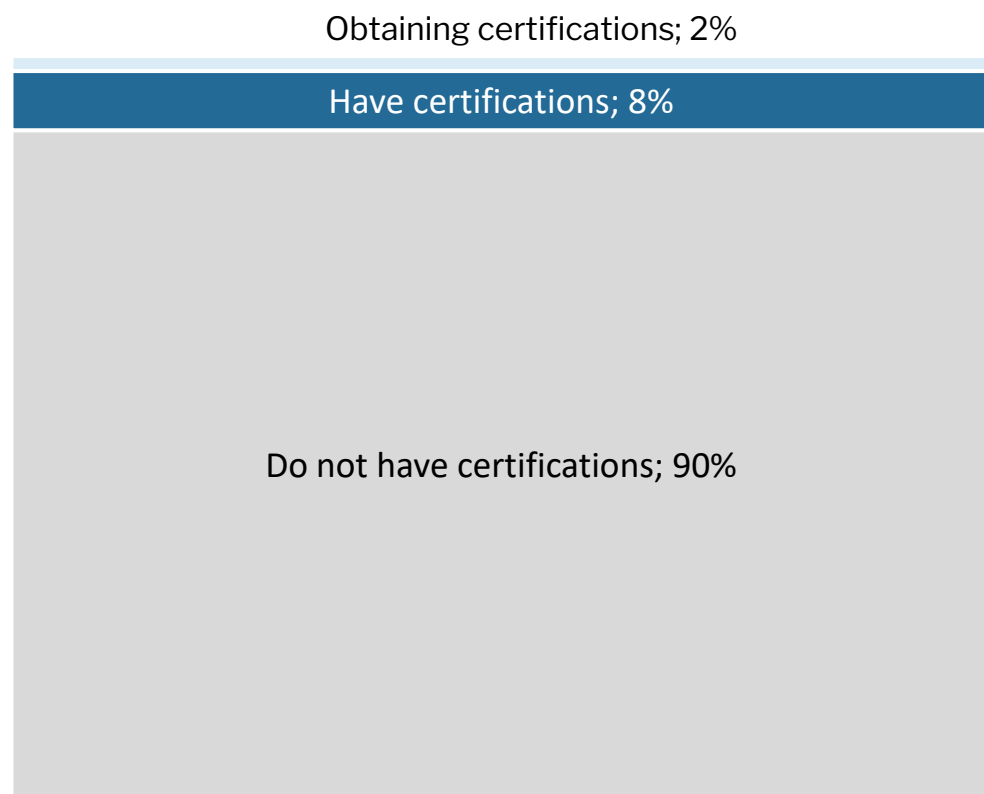 Obtaining certifications; 2%
Have certifications; 8%
Do not have certifications; 90%